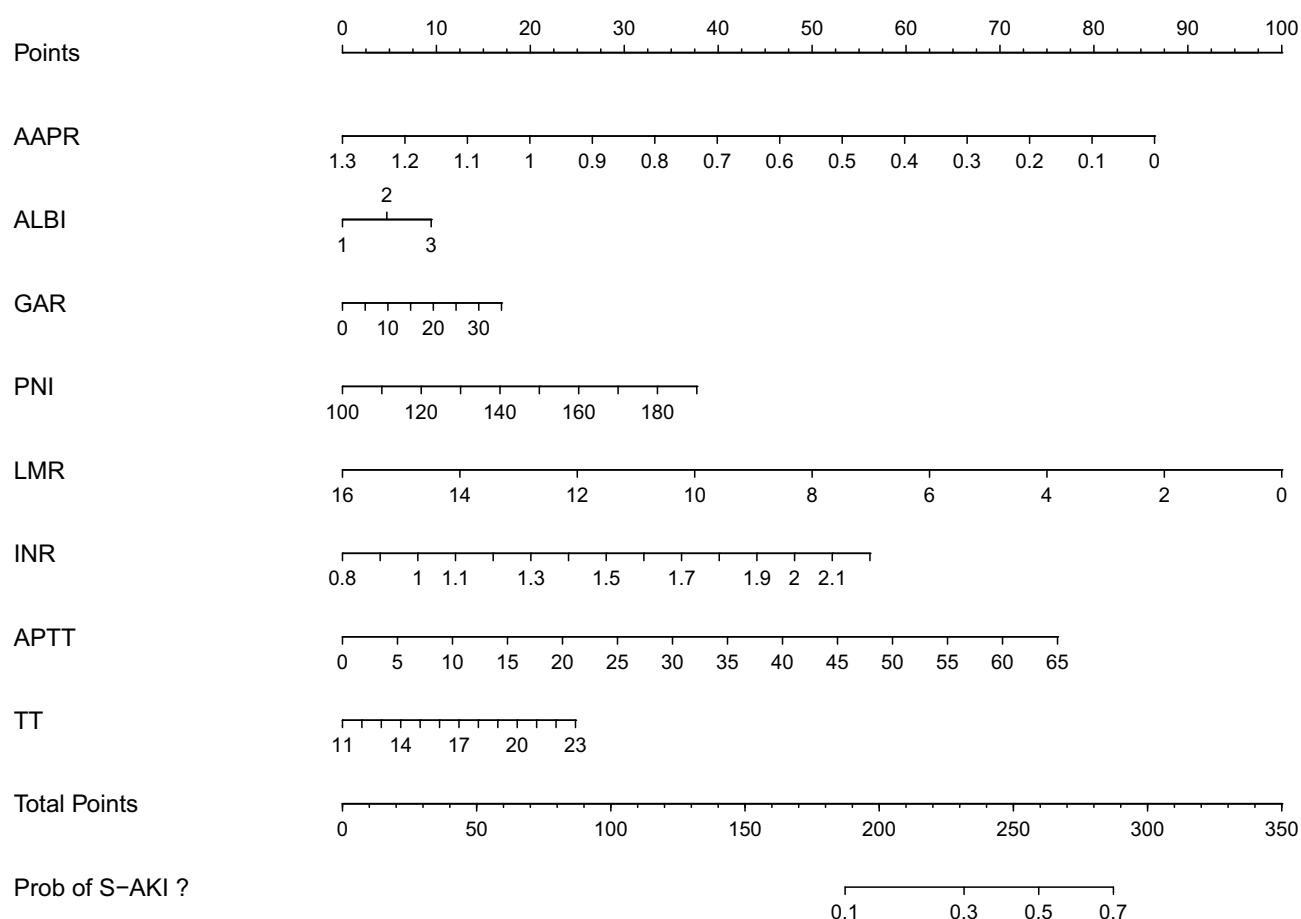 0 10 20 30 40 50 60 70 80 90 100
Points
AAPR
1.3 1.2 1.1 1 0.9 0.8 0.7 0.6 0.5 0.4 0.3 0.2 0.1 0
2
ALBI
1 3
GAR
0 10 20 30
PNI
100 120 140 160 180
LMR
16 14 12 10 8 6 4 2 0
INR
0.8 1 1.1 1.3 1.5 1.7 1.9 2 2.1
APTT
0 5 10 15 20 25 30 35 40 45 50 55 60 65
TT
11 14 17 20 23
Total Points
0 50 100 150 200 250 300 350
Prob of S−AKI ?
0.1 0.3 0.5 0.7